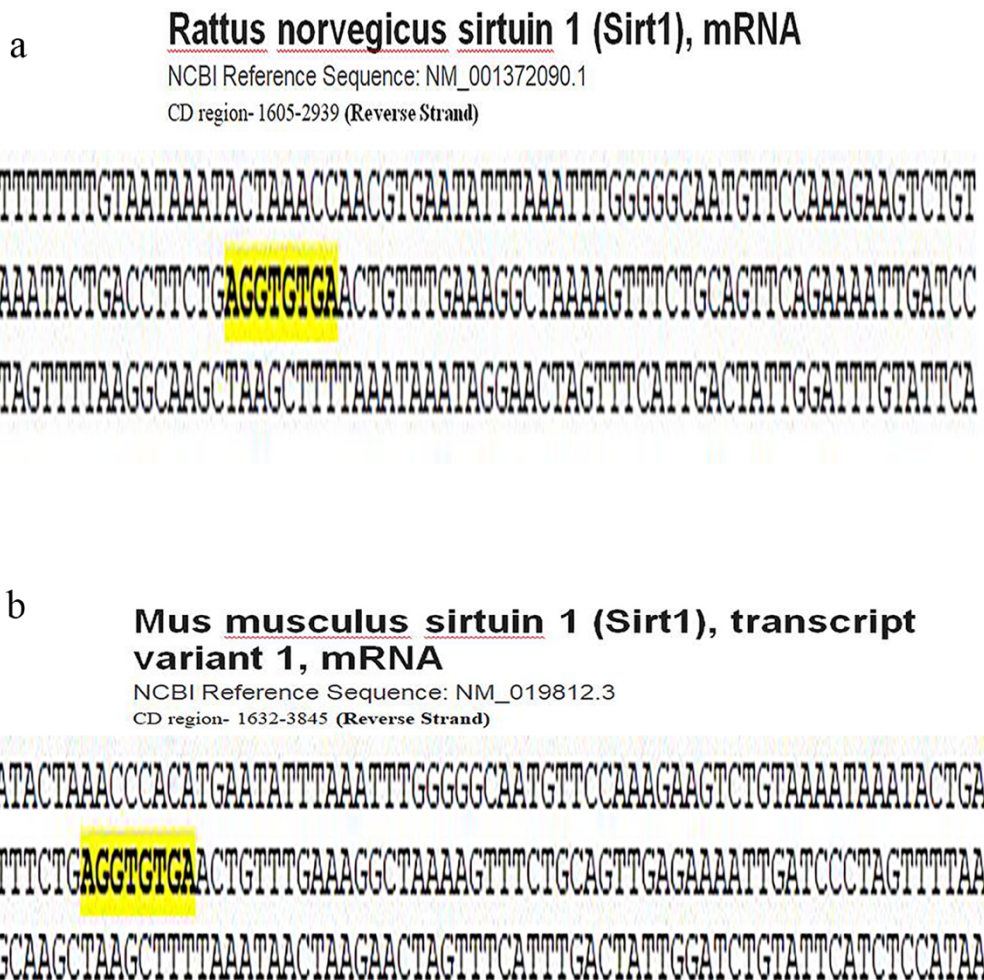 a
Rattus norvegicus sirtuin 1 (Sirt1), mRNA
NCBI Reference Sequence: NM_001372090.1
CD region- 1605-2939 (Reverse Strand)
TTTTTTTGTAATAAATACTAAACCAACGTGAATATTTAAATTTGGGGGCAATGTTCCAAAGAAGTCTGT
AAATACTGACCTTCTGAGGTGTGAACTGTTTGAAAGGCTAAAAGTTTCTGCAGTTCAGAAAATTGATCC
TAGTTTTAAGGCAAGCTAAGCTTTTAAATAAATAGGAACTAGTTTCATTGACTATTGGATTTGTATTCA
b
Mus musculus sirtuin 1 (Sirt1), transcript
variant 1, mRNA
NCBI Reference Sequence: NM_019812.3
CD region- 1632-3845 (Reverse Strand)
ATACTAAACCCACATGAATATTTAAATTTGGGGGCAATGTTCCAAAGAAGTCTGTAAAATAAATACTGA
TTTCTGAGGTGTGAACTGTTTGAAAGGCTAAAAGTTTCTGCAGTTGAGAAAATTGATCCCTAGTTTTAA
GCAAGCTAAGCTTTTAAATAACTAAGAACTAGTTTCATTTGACTATTGGATCTGTATTCATCTCCATAA